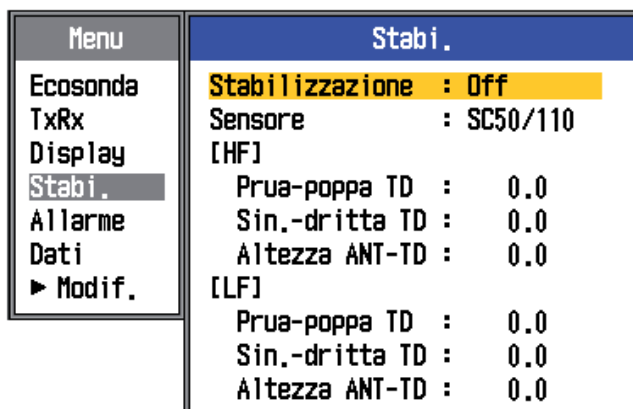 Menu
Ecosonda
TxRx
Display
Stabi.
Allarme
Dati
▶ Modif.
Stabi.
Stabilizzazione : Off
Sensore : SC50/110
[HF]
Prua-poppa TD : 0.0
Sin.-dritta TD : 0.0
Altezza ANT-TD : 0.0
[LF]
Prua-poppa TD : 0.0
Sin.-dritta TD : 0.0
Altezza ANT-TD : 0.0